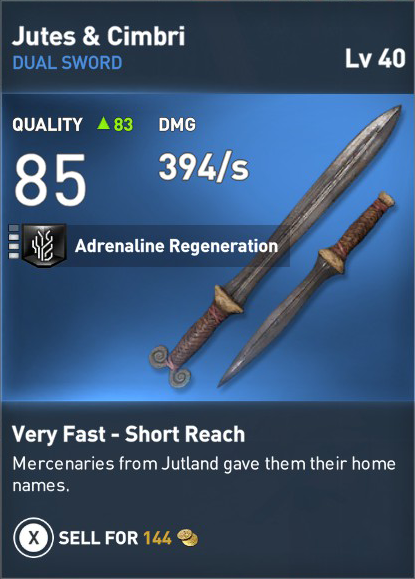 Jutes & Cimbri
DUAL SWORD
Lv 40
QUALITY ▲83 DMG
85 394/s
Adrenaline Regeneration
Very Fast - Short Reach
Mercenaries from Jutland gave them their home
names.
X SELL FOR 144